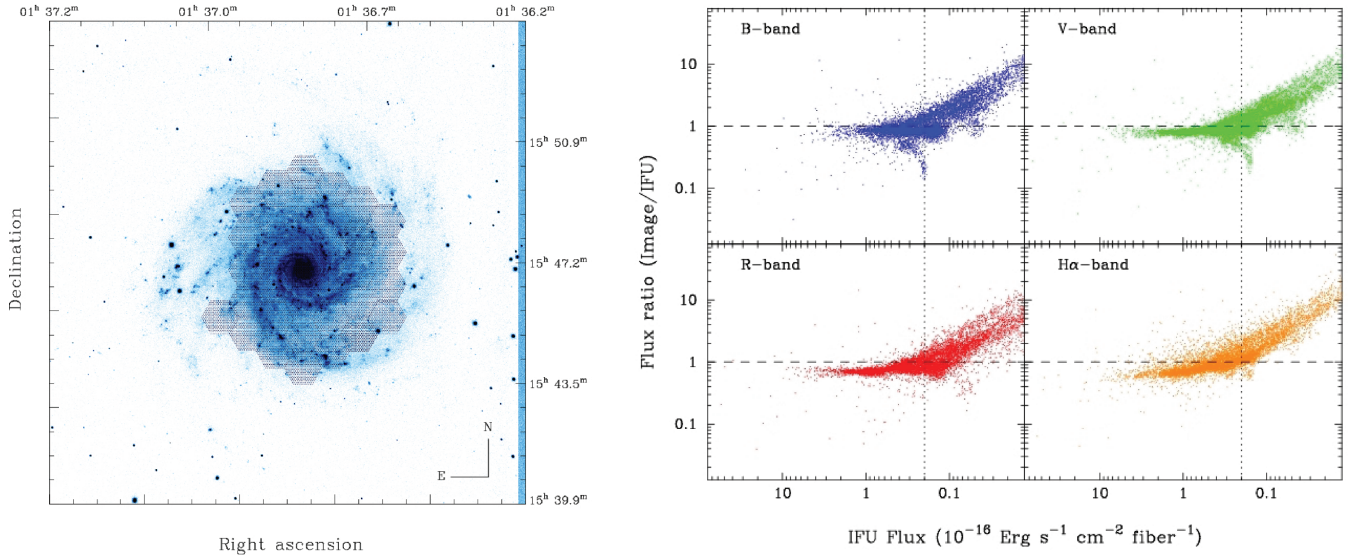 01ʰ 37.2ᵐ 01ʰ 37.0ᵐ 01ʰ 36.7ᵐ 01ʰ 36.2ᵐ
15ʰ 50.9ᵐ
15ʰ 47.2ᵐ
15ʰ 43.5ᵐ
15ʰ 39.9ᵐ
N
E
Declination
Right ascension
B-band
V-band
R-band
Hα-band
10
1
0.1
10
1
0.1
Flux ratio (Image/IFU)
10 1 0.1 10 1 0.1
IFU Flux (10⁻¹⁶ Erg s⁻¹ cm⁻² fiber⁻¹)